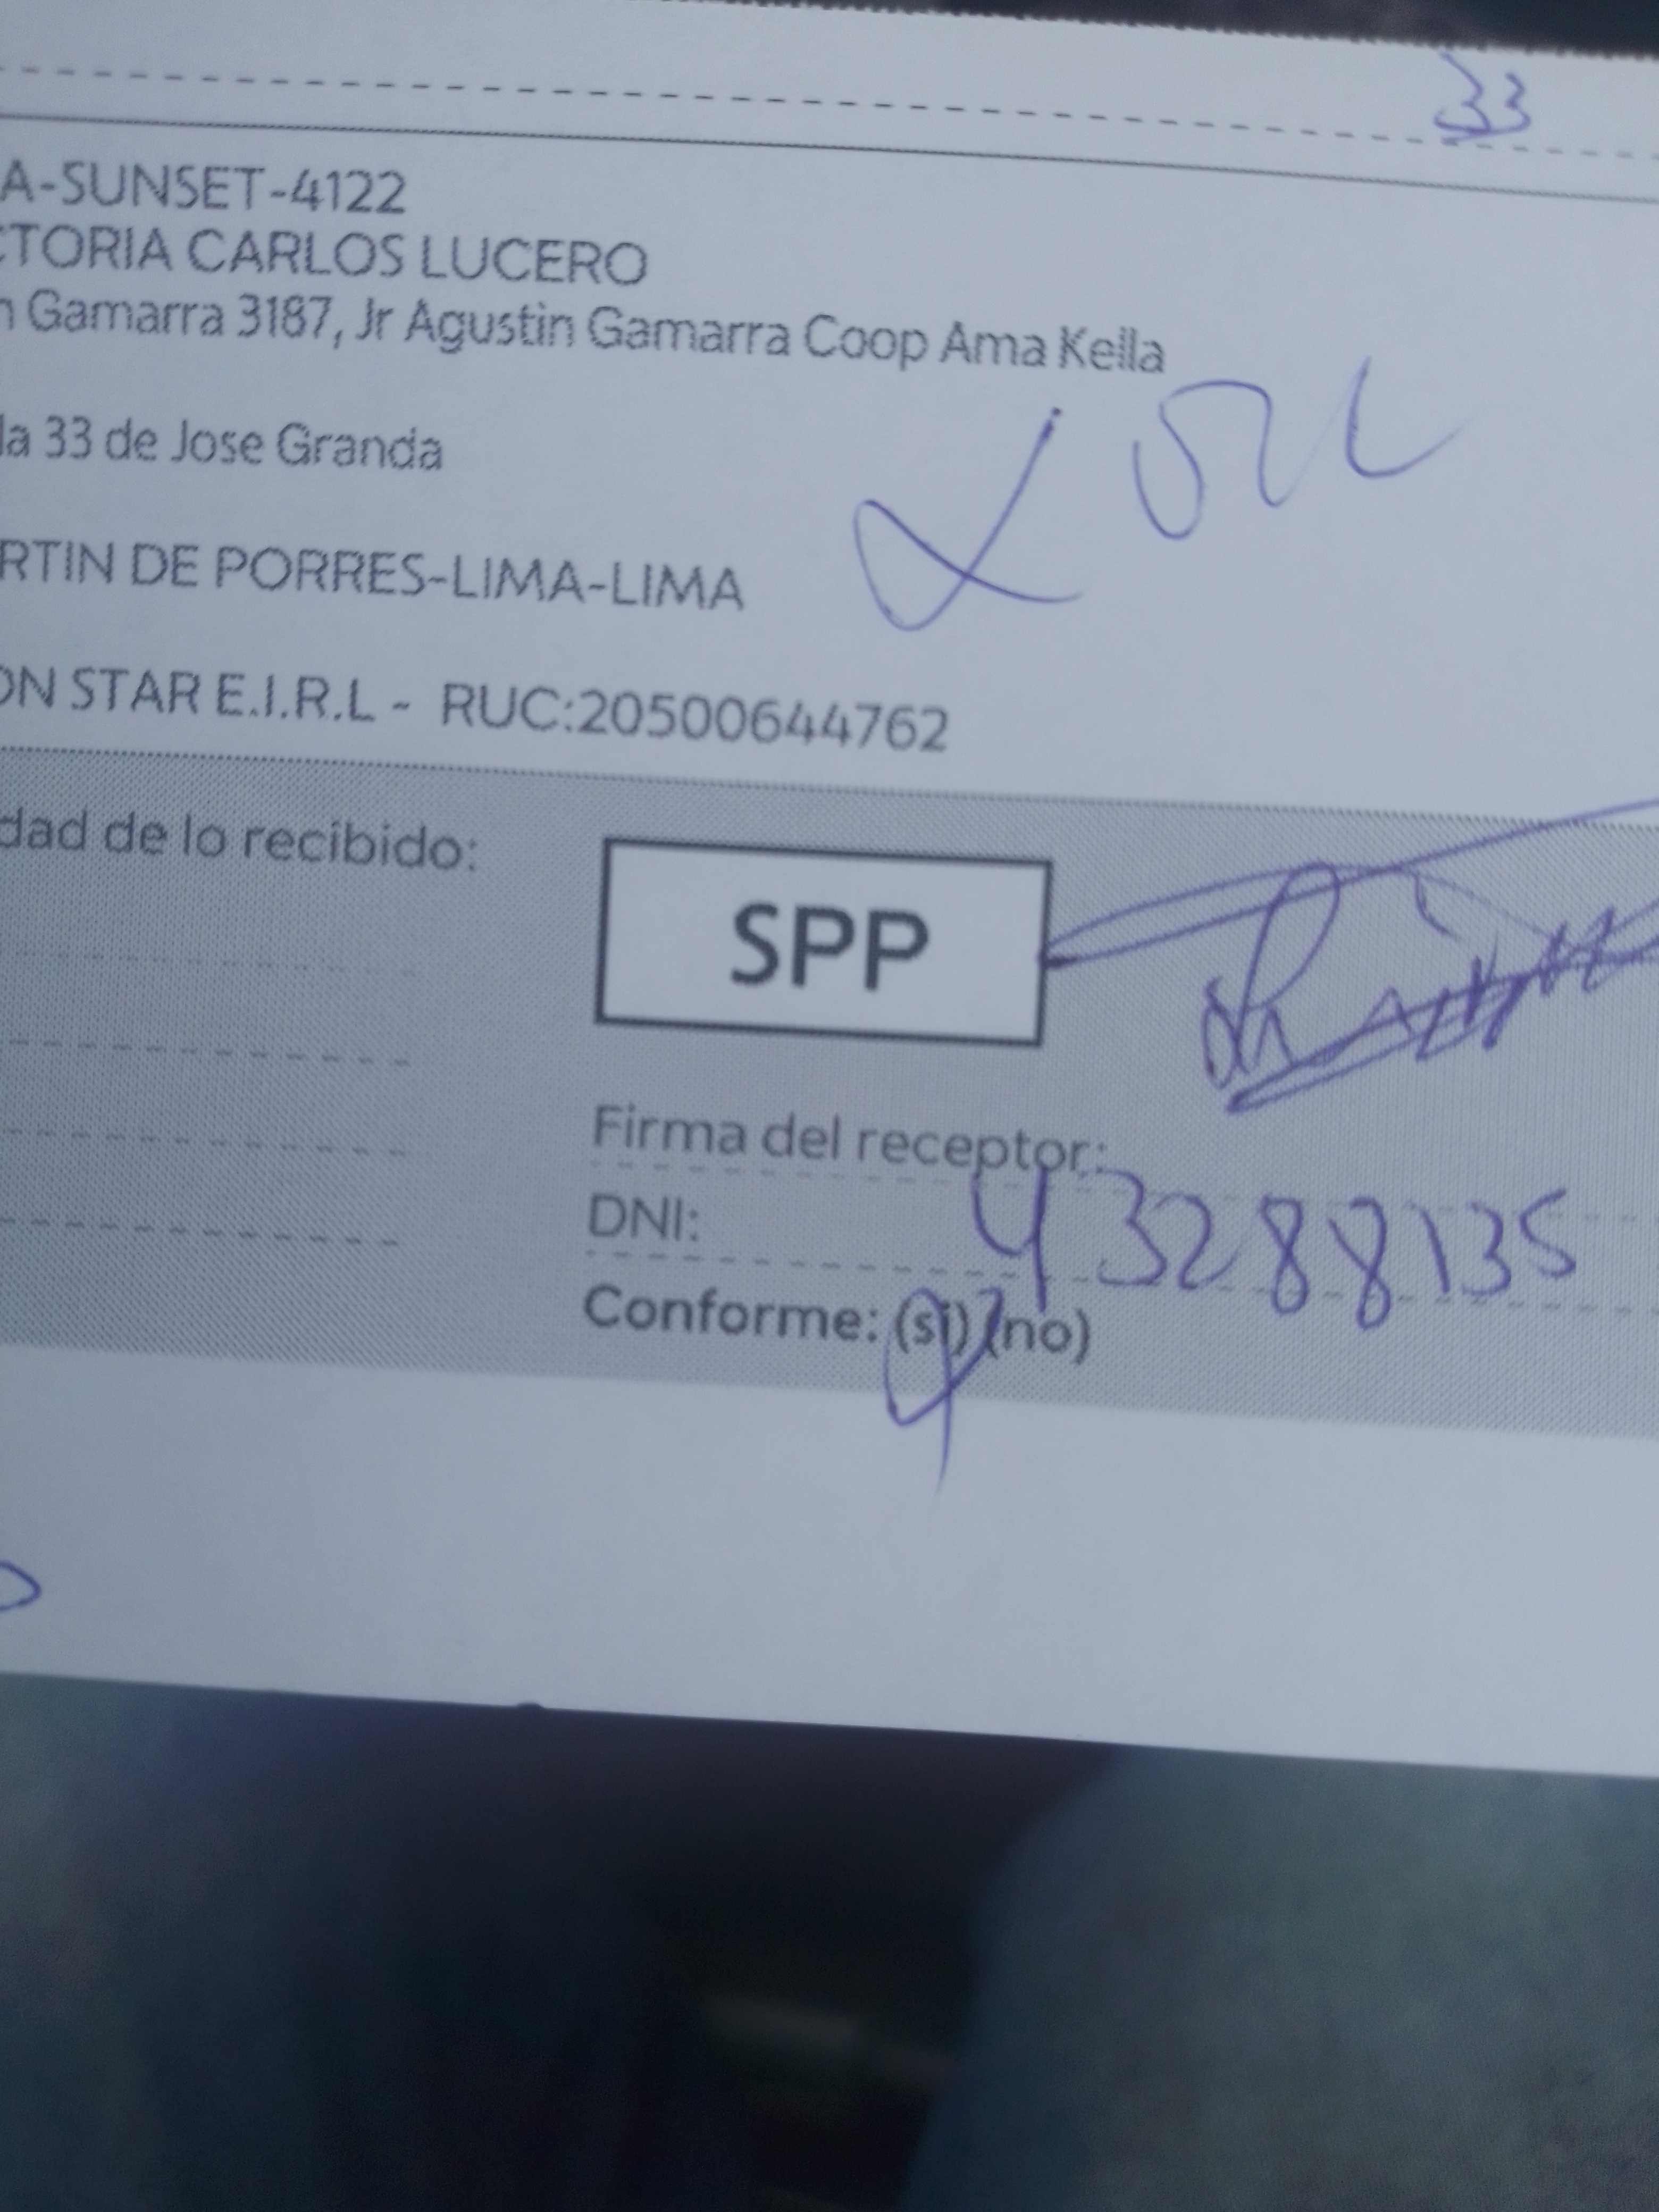 33
A-SUNSET-4122
CTORIA CARLOS LUCERO
n Gamarra 3187, Jr Agustin Gamarra Coop Ama Kella
la 33 de Jose Granda
RTIN DE PORRES-LIMA-LIMA
ON STAR E.I.R.L - RUC:20500644762
dad de lo recibido:
SPP
Firma del receptor:
DNI: 43288135
Conforme: (si) (no)